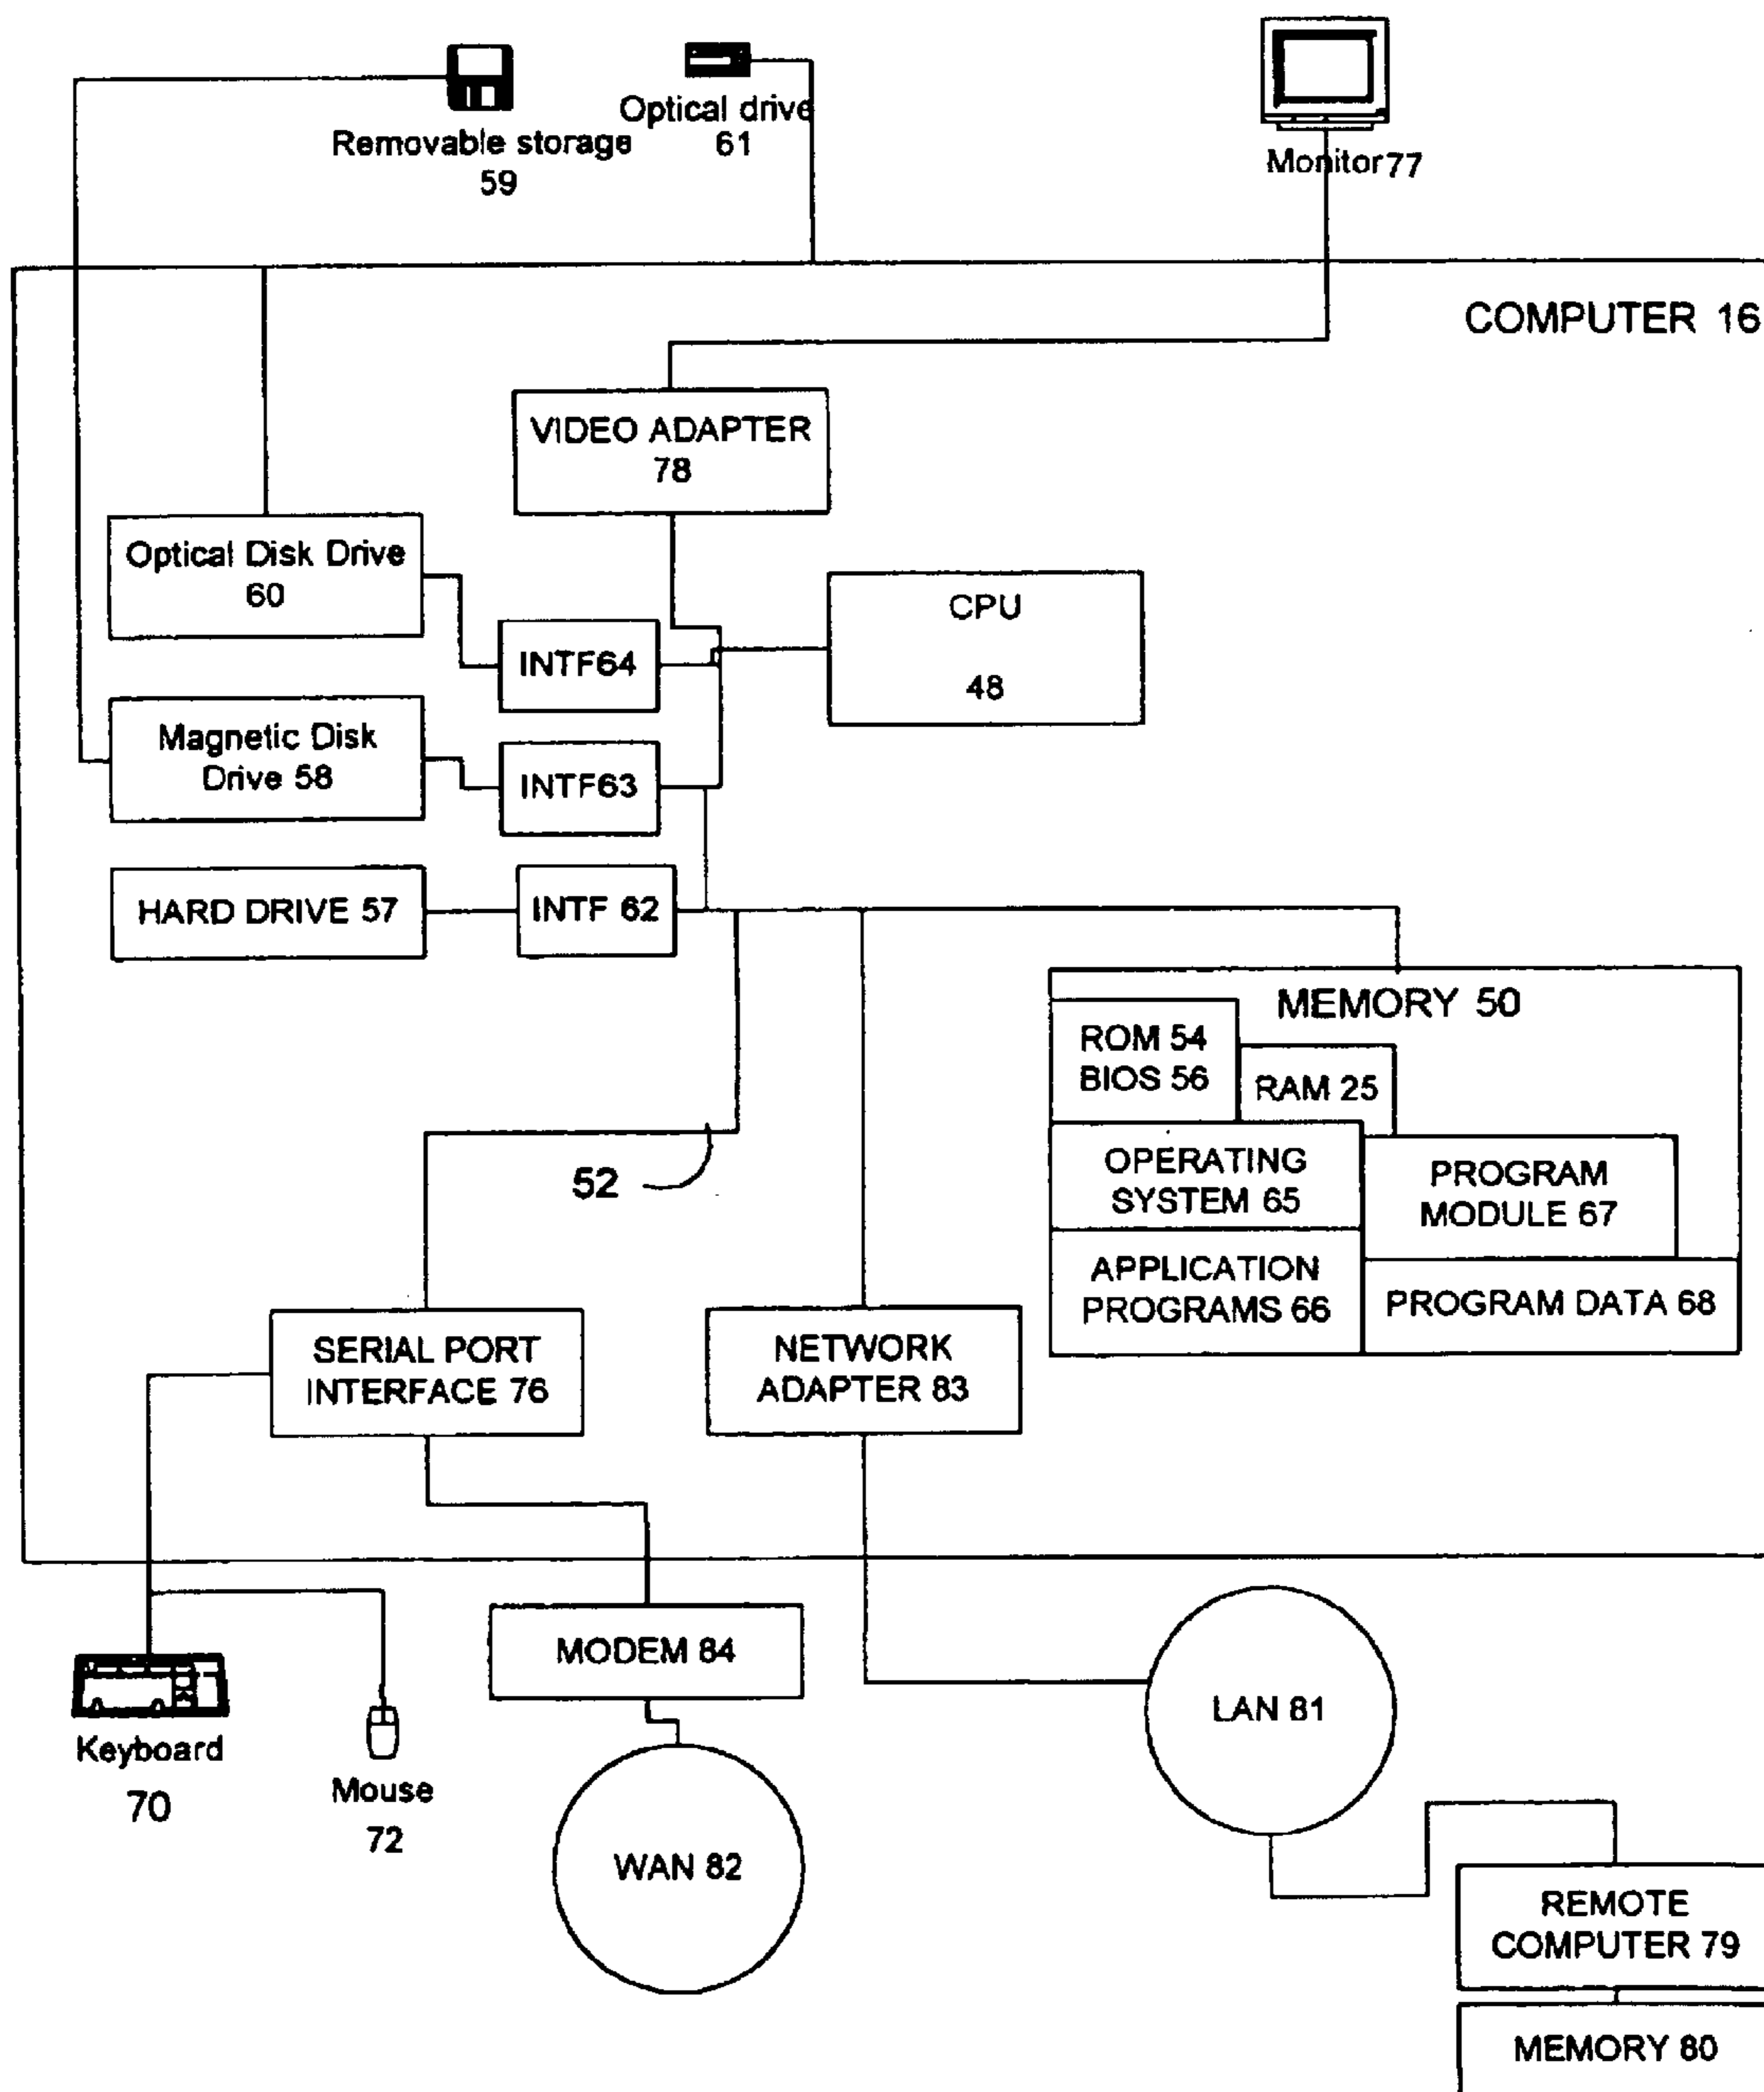 Removable storage
59
Optical drive
61
Monitor77
COMPUTER 16
VIDEO ADAPTER
78
Optical Disk Drive
60
INTF64
CPU
48
Magnetic Disk
Drive 58
INTF63
HARD DRIVE 57
INTF 62
MEMORY 50
ROM 54
BIOS 56
RAM 25
OPERATING
SYSTEM 65
PROGRAM
MODULE 67
APPLICATION
PROGRAMS 66
PROGRAM DATA 68
52
SERIAL PORT
INTERFACE 76
NETWORK
ADAPTER 83
MODEM 84
LAN 81
Keyboard
70
Mouse
72
WAN 82
REMOTE
COMPUTER 79
MEMORY 80